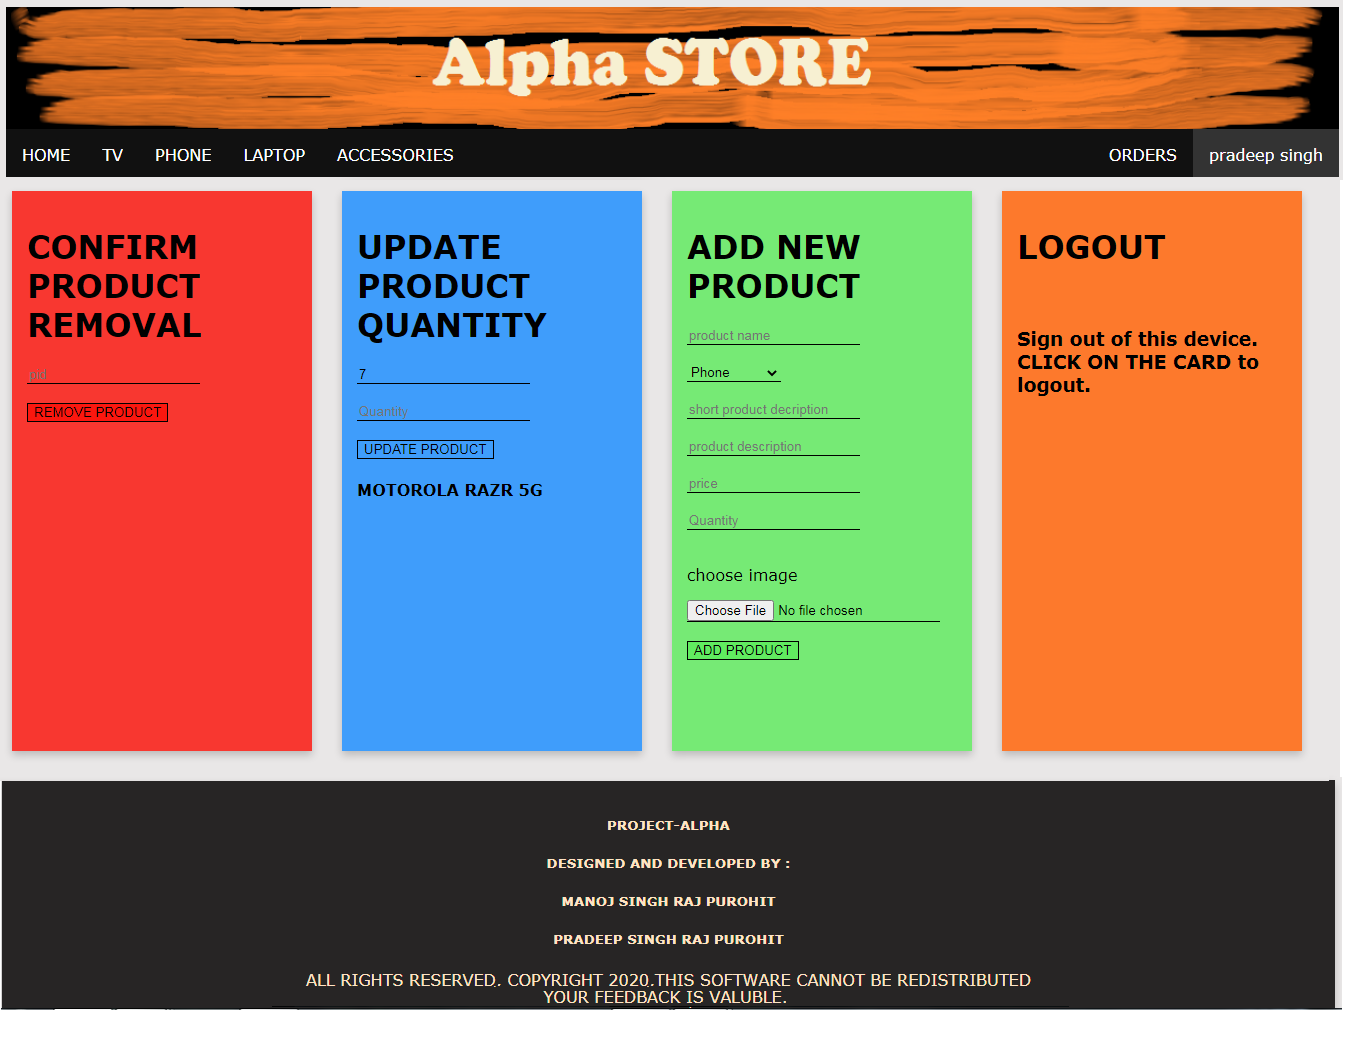 Alpha STORE
HOME TV PHONE LAPTOP ACCESSORIES ORDERS pradeep singh
CONFIRM
PRODUCT
REMOVAL
pid
REMOVE PRODUCT
UPDATE
PRODUCT
QUANTITY
7
Quantity
UPDATE PRODUCT
MOTOROLA RAZR 5G
ADD NEW
PRODUCT
product name
Phone
short product decription
product description
price
Quantity
choose image
Choose File No file chosen
ADD PRODUCT
LOGOUT
Sign out of this device.
CLICK ON THE CARD to
logout.
PROJECT-ALPHA
DESIGNED AND DEVELOPED BY :
MANOJ SINGH RAJ PUROHIT
PRADEEP SINGH RAJ PUROHIT
ALL RIGHTS RESERVED. COPYRIGHT 2020.THIS SOFTWARE CANNOT BE REDISTRIBUTED
YOUR FEEDBACK IS VALUBLE.